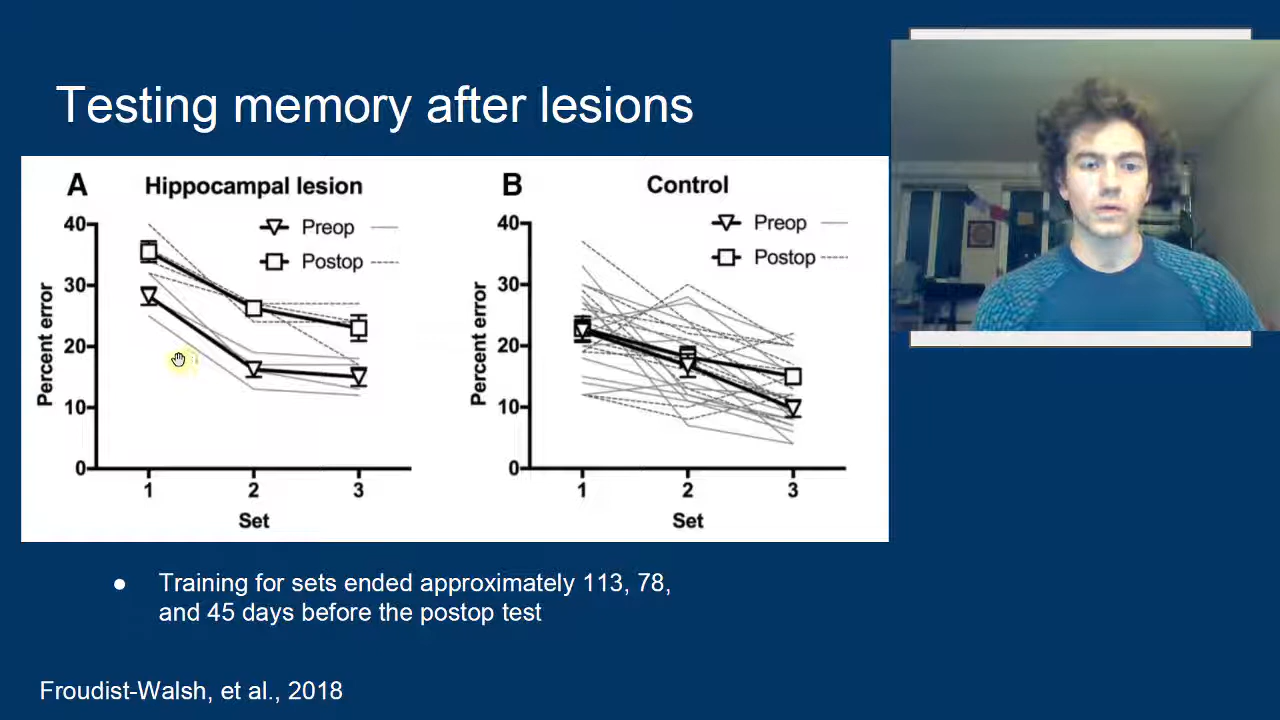 Testing memory after lesions
A
Hippocampal lesion
Preop
Postop
40
30
20
10
0
Percent error
1 2 3
Set
B
Control
Preop
Postop
40
30
20
10
0
Percent error
1 2 3
Set
● Training for sets ended approximately 113, 78,
and 45 days before the postop test
Froudist-Walsh, et al., 2018